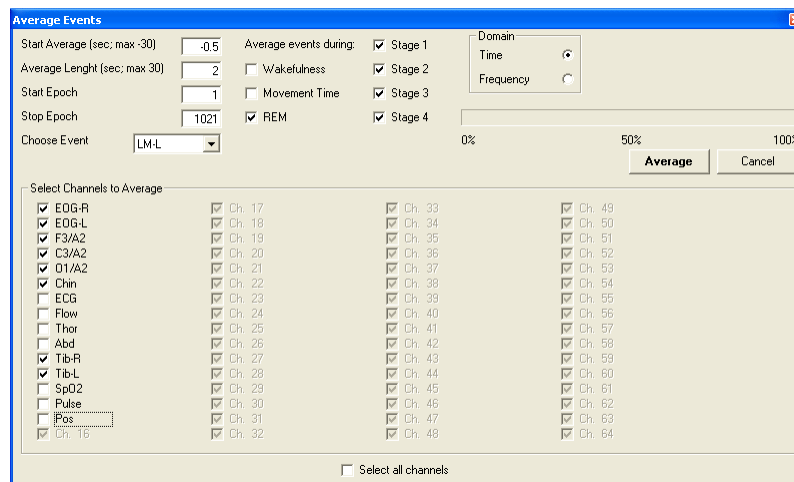 Average Events
Start Average (sec; max -30) -0.5 Average events during: Stage 1 Domain
Time
Average Lenght (sec; max 30) 2 Wakefulness Stage 2
Frequency
Start Epoch 1 Movement Time Stage 3
Stop Epoch 1021 REM Stage 4
Choose Event LM-L 0% 50% 100%
Average Cancel
Select Channels to Average
EOG-R Ch. 17 Ch. 33 Ch. 49
EOG-L Ch. 18 Ch. 34 Ch. 50
F3/A2 Ch. 19 Ch. 35 Ch. 51
C3/A2 Ch. 20 Ch. 36 Ch. 52
O1/A2 Ch. 21 Ch. 37 Ch. 53
Chin Ch. 22 Ch. 38 Ch. 54
ECG Ch. 23 Ch. 39 Ch. 55
Flow Ch. 24 Ch. 40 Ch. 56
Thor Ch. 25 Ch. 41 Ch. 57
Abd Ch. 26 Ch. 42 Ch. 58
Tib-R Ch. 27 Ch. 43 Ch. 59
Tib-L Ch. 28 Ch. 44 Ch. 60
SpO2 Ch. 29 Ch. 45 Ch. 61
Pulse Ch. 30 Ch. 46 Ch. 62
Pos Ch. 31 Ch. 47 Ch. 63
Ch. 16 Ch. 32 Ch. 48 Ch. 64
Select all channels